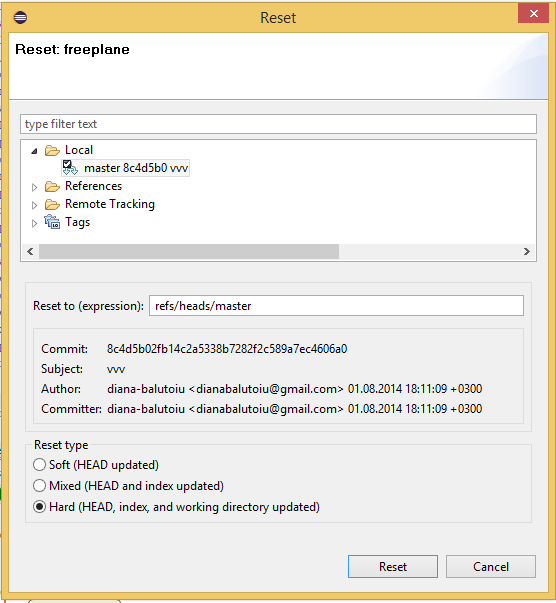 Reset
Reset: freeplane
type filter text
Local
master 8c4d5b0 vvv
References
Remote Tracking
Tags
Reset to (expression): refs/heads/master
Commit: 8c4d5b02fb14c2a5338b7282f2c589a7ec4606a0
Subject: vvv
Author: diana-balutoiu <dianabalutoiu@gmail.com> 01.08.2014 18:11:09 +0300
Committer: diana-balutoiu <dianabalutoiu@gmail.com> 01.08.2014 18:11:09 +0300
Reset type
Soft (HEAD updated)
Mixed (HEAD and index updated)
Hard (HEAD, index, and working directory updated)
Reset Cancel